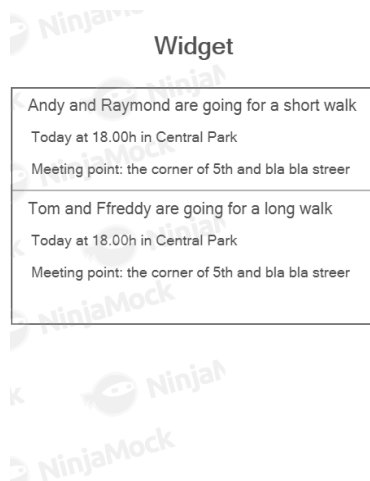 Widget
Andy and Raymond are going for a short walk
Today at 18.00h in Central Park
Meeting point: the corner of 5th and bla bla streer
Tom and Ffreddy are going for a long walk
Today at 18.00h in Central Park
Meeting point: the corner of 5th and bla bla streer
NinjaMock